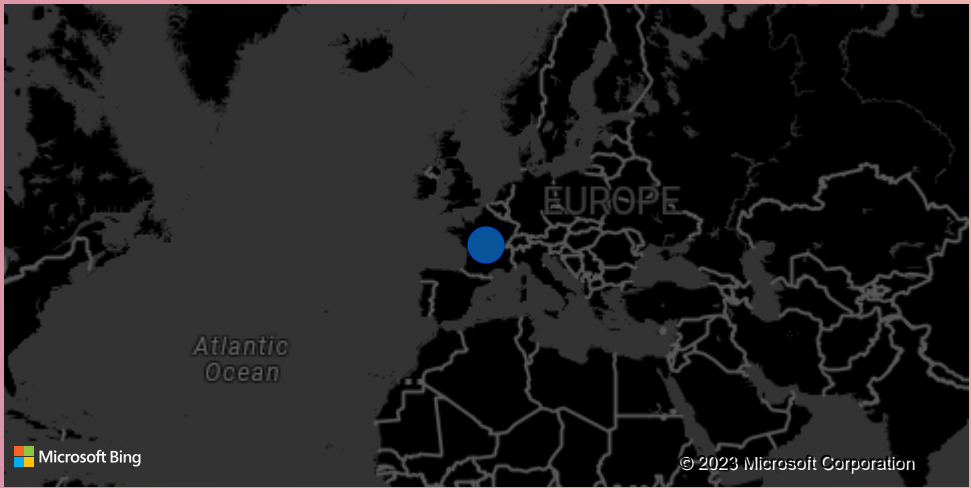 EUROPE
Atlantic
Ocean
Microsoft Bing
© 2023 Microsoft Corporation